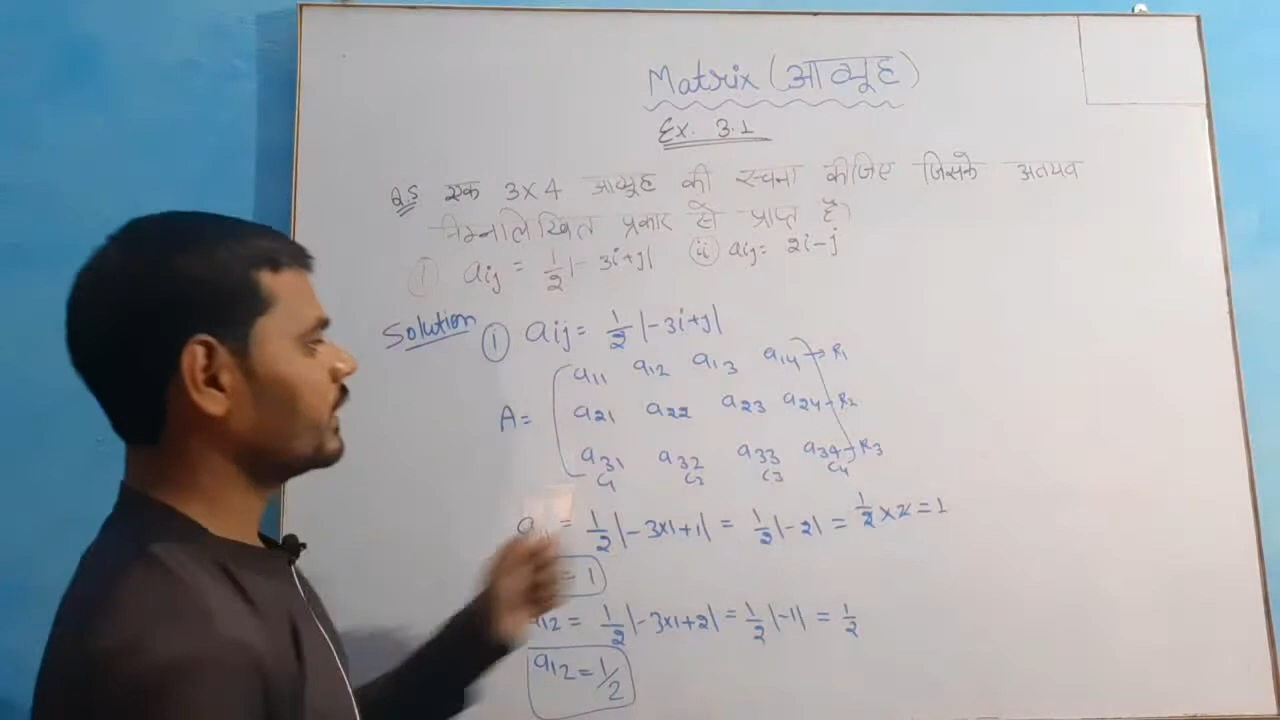 Matrix (आव्यूह)
Ex. 3.1
Q.5 एक 3×4 आव्यूह की रचना कीजिए जिसके अवयव
निम्नलिखित प्रकार से प्राप्त है।
(i) aij = 1/2 |-3i+j| (ii) aij = 2i-j
Solution (i) aij = 1/2 |-3i+j|
a11 a12 a13 a14 → R1
A = a21 a22 a23 a24 → R2
a31 a32 a33 a34 → R3
C1 C2 C3 C4
a11 = 1/2 |-3×1+1| = 1/2 |-2| = 1/2 × 2 = 1
= 1
a12 = 1/2 |-3×1+2| = 1/2 |-1| = 1/2
a12 = 1/2